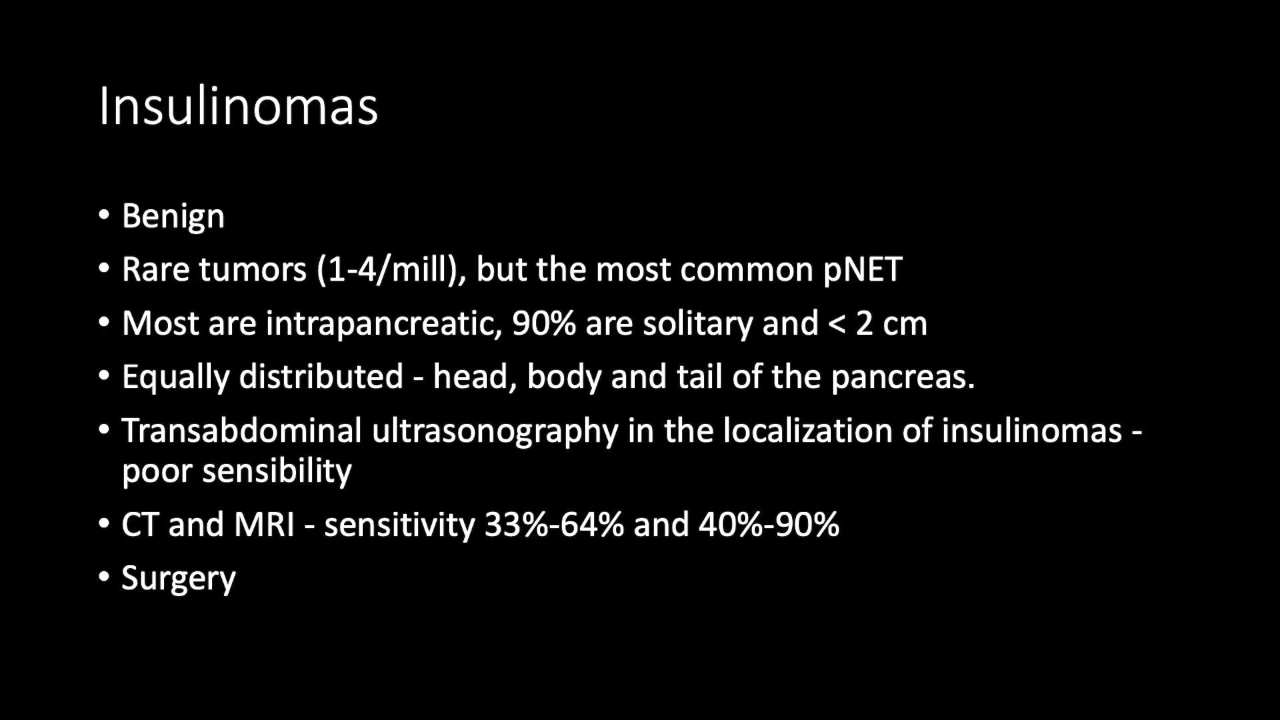 Insulinomas
• Benign
• Rare tumors (1-4/mill), but the most common pNET
• Most are intrapancreatic, 90% are solitary and < 2 cm
• Equally distributed - head, body and tail of the pancreas.
• Transabdominal ultrasonography in the localization of insulinomas -
poor sensibility
• CT and MRI - sensitivity 33%-64% and 40%-90%
• Surgery